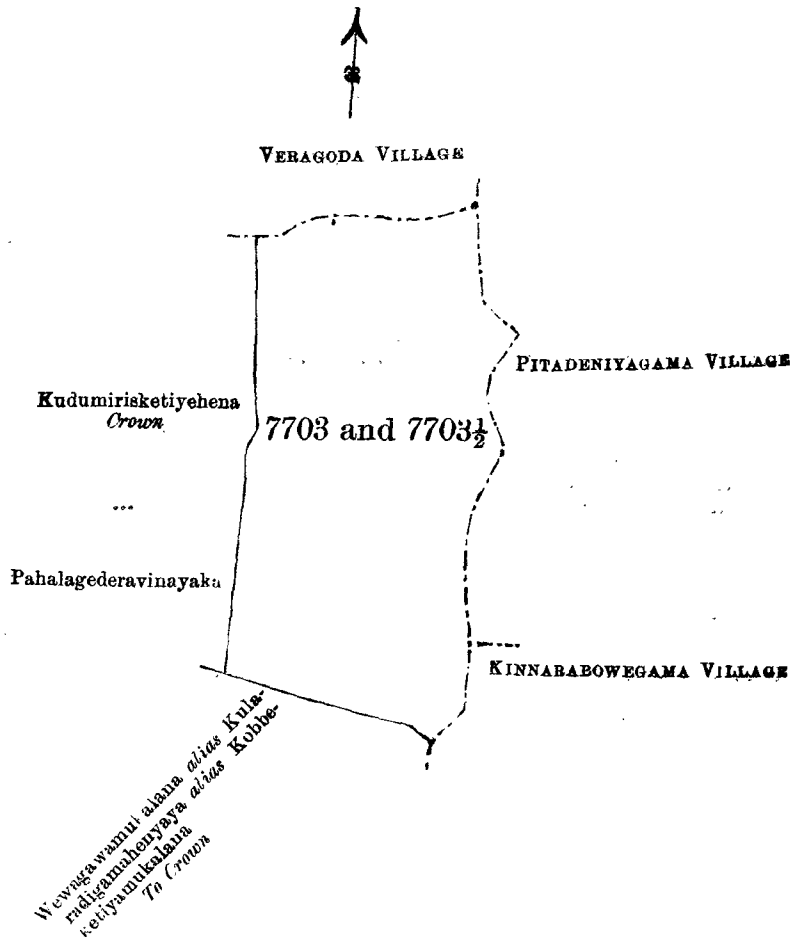 VERAGODA VILLAGE
PITADENIYAGAMA VILLAGE
Kudumirisketiyehena
Crown
7703 and 7703½
...
Pahalagederavinayaka
KINNARABOWEGAMA VILLAGE
Wewagawamukalana alias Kula-
radigamahenyaya alias Kobbe-
ketiyamukalana
To Crown